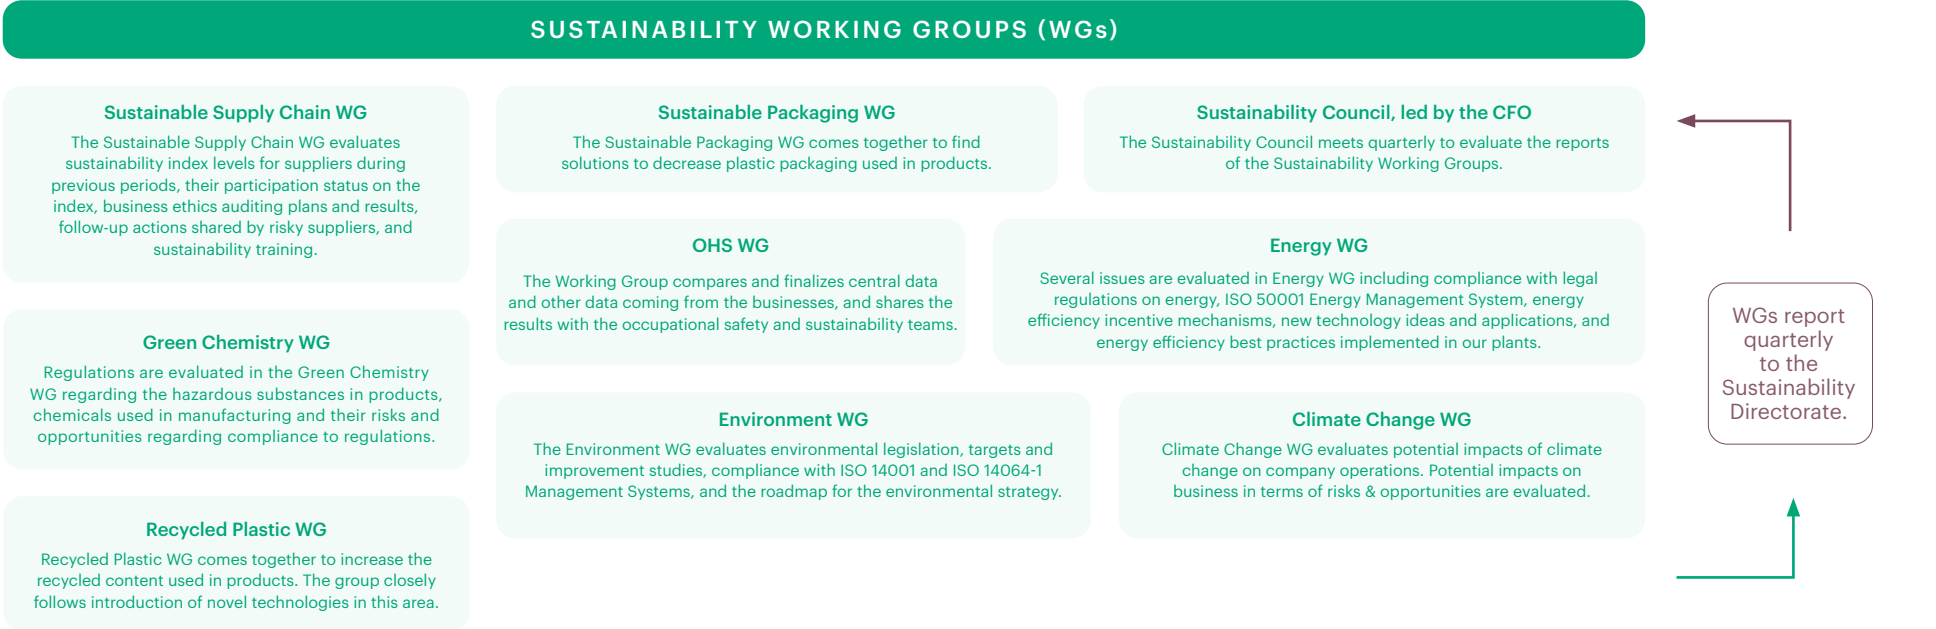 SUSTAINABILITY WORKING GROUPS (WGs)
Sustainable Supply Chain WG
The Sustainable Supply Chain WG evaluates
sustainability index levels for suppliers during
previous periods, their participation status on the
index, business ethics auditing plans and results,
follow-up actions shared by risky suppliers, and
sustainability training.
Green Chemistry WG
Regulations are evaluated in the Green Chemistry
WG regarding the hazardous substances in products,
chemicals used in manufacturing and their risks and
opportunities regarding compliance to regulations.
Recycled Plastic WG
Recycled Plastic WG comes together to increase the
recycled content used in products. The group closely
follows introduction of novel technologies in this area.
Sustainable Packaging WG
The Sustainable Packaging WG comes together to find
solutions to decrease plastic packaging used in products.
Sustainability Council, led by the CFO
The Sustainability Council meets quarterly to evaluate the reports
of the Sustainability Working Groups.
OHS WG
The Working Group compares and finalizes central data
and other data coming from the businesses, and shares the
results with the occupational safety and sustainability teams.
Energy WG
Several issues are evaluated in Energy WG including compliance with legal
regulations on energy, ISO 50001 Energy Management System, energy
efficiency incentive mechanisms, new technology ideas and applications, and
energy efficiency best practices implemented in our plants.
Environment WG
The Environment WG evaluates environmental legislation, targets and
improvement studies, compliance with ISO 14001 and ISO 14064-1
Management Systems, and the roadmap for the environmental strategy.
Climate Change WG
Climate Change WG evaluates potential impacts of climate
change on company operations. Potential impacts on
business in terms of risks & opportunities are evaluated.
WGs report
quarterly
to the
Sustainability
Directorate.